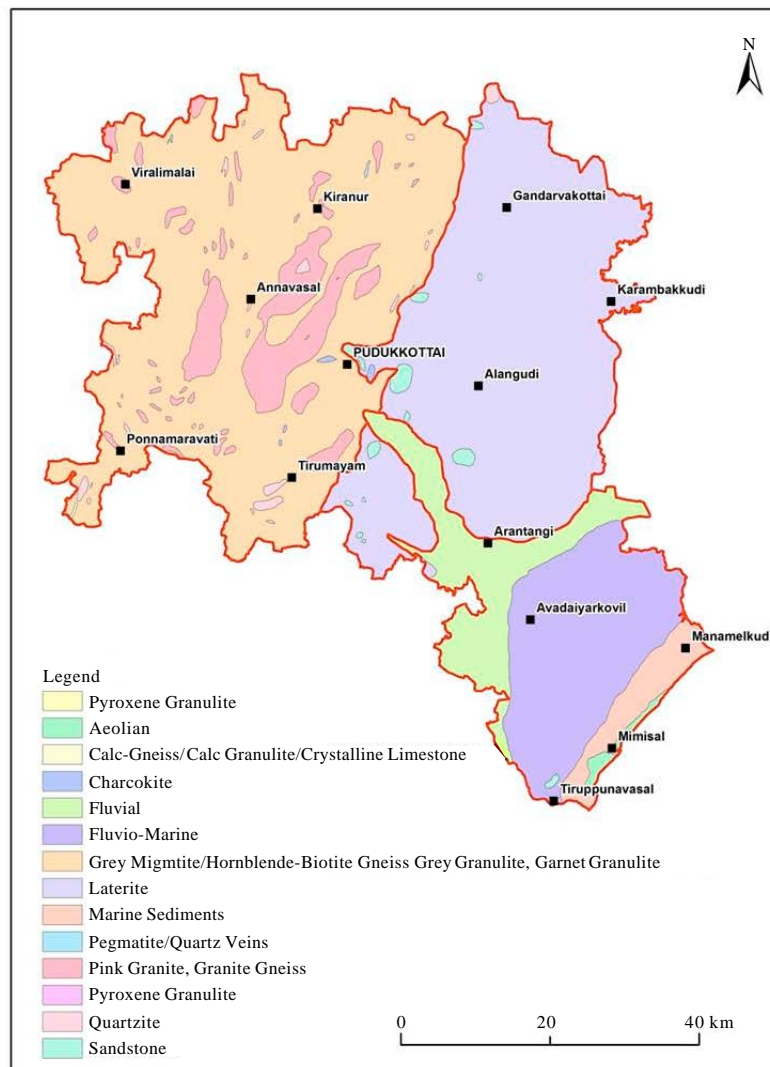 N
Viralimalai
Kiranur
Gandarvakottai
Annavasal
Karambakkudi
PUDUKKOTTAI
Alangudi
Ponnamaravati
Tirumayam
Arantangi
Avadaiyarkovil
Manamelkud
Mimisal
Tiruppunavasal
Legend
Pyroxene Granulite
Aeolian
Calc-Gneiss/Calc Granulite/Crystalline Limestone
Charcokite
Fluvial
Fluvio-Marine
Grey Migmtite/Hornblende-Biotite Gneiss Grey Granulite, Garnet Granulite
Laterite
Marine Sediments
Pegmatite/Quartz Veins
Pink Granite, Granite Gneiss
Pyroxene Granulite
Quartzite
Sandstone
0 20 40 km